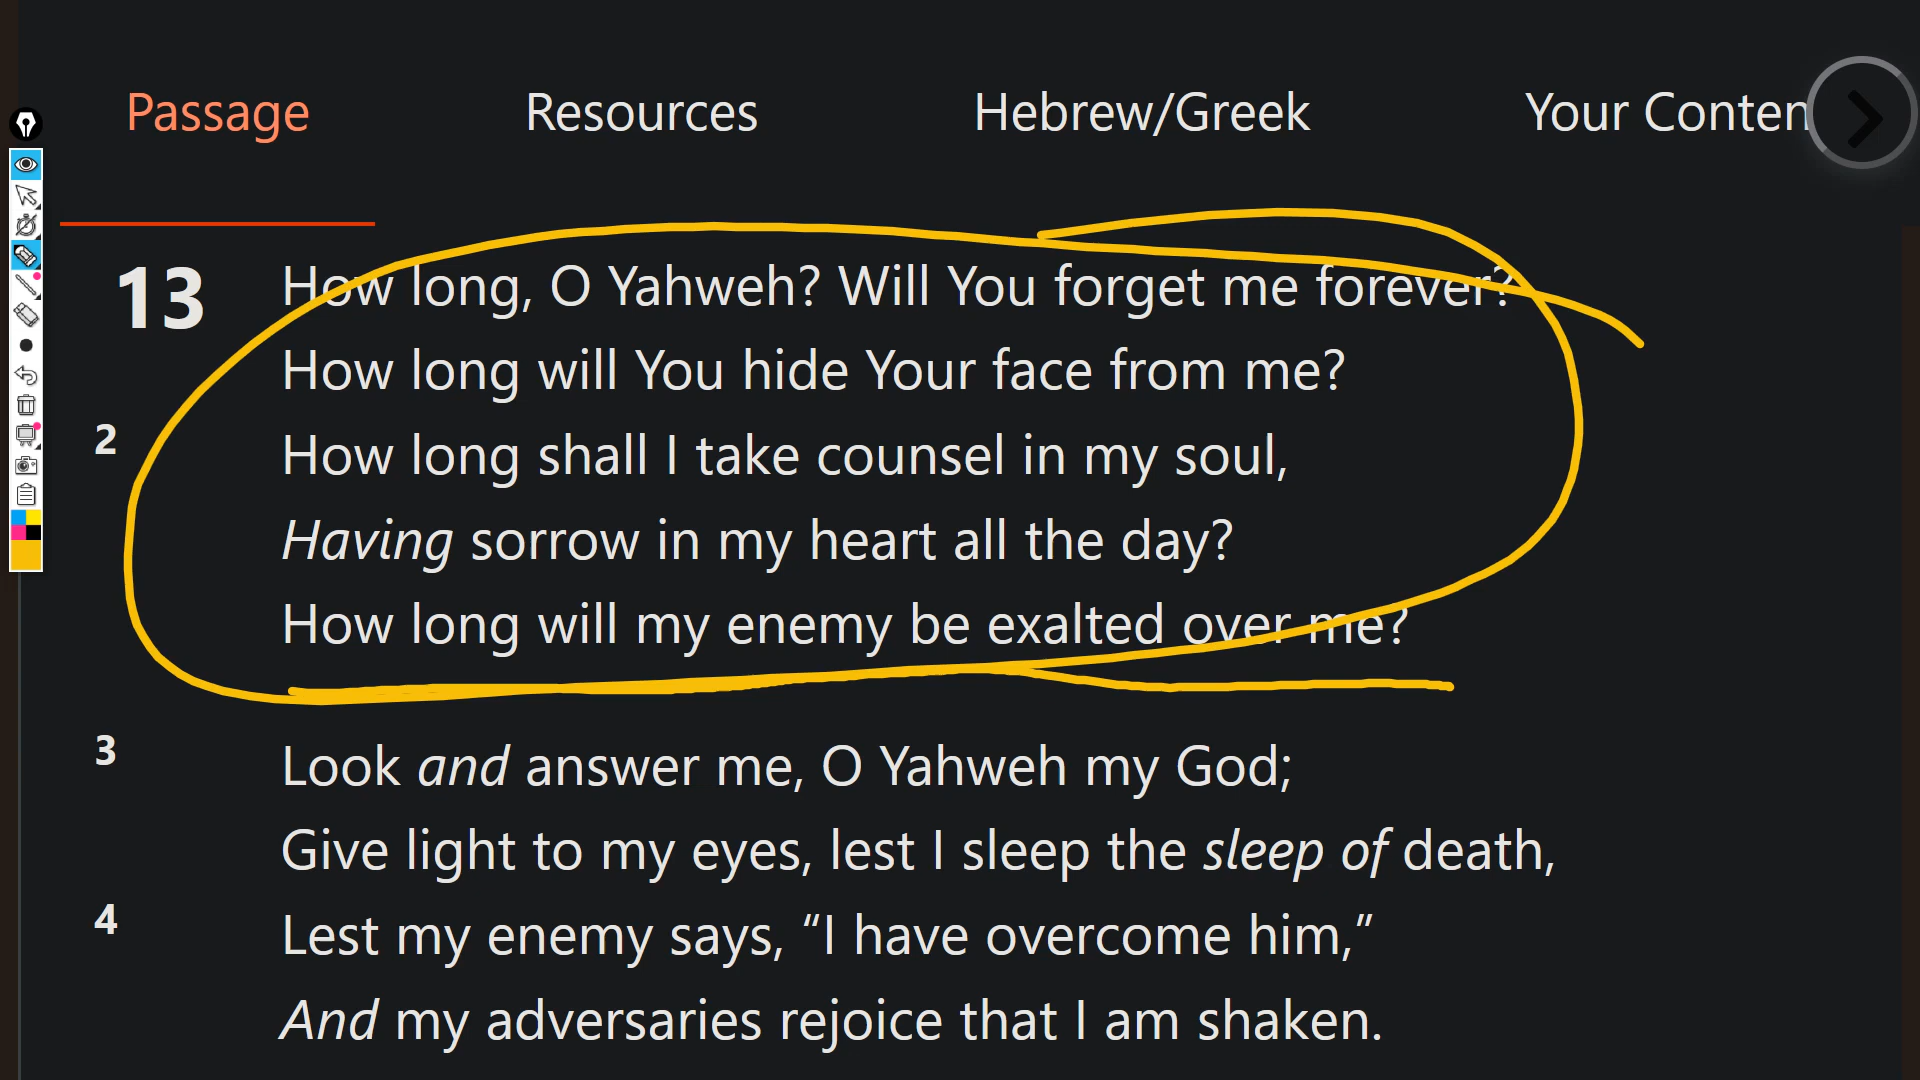 Passage Resources Hebrew/Greek Your Conten
13 How long, O Yahweh? Will You forget me forever?
How long will You hide Your face from me?
2 How long shall I take counsel in my soul,
Having sorrow in my heart all the day?
How long will my enemy be exalted over me?
3 Look and answer me, O Yahweh my God;
Give light to my eyes, lest I sleep the sleep of death,
4 Lest my enemy says, “I have overcome him,”
And my adversaries rejoice that I am shaken.